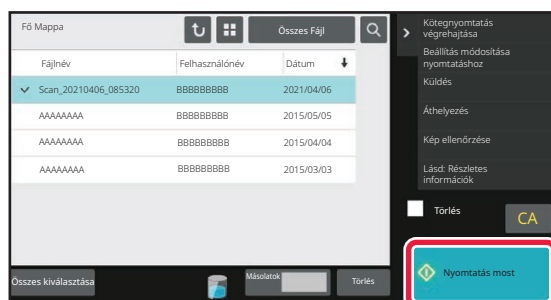 Fő Mappa
Összes Fájl
Fájlnév Felhasználónév Dátum
Scan_20210406_085320 BBBBBBBBB 2021/04/06
AAAAAAAA BBBBBBBBB 2015/05/05
AAAAAAAA BBBBBBBBB 2015/04/04
AAAAAAAA BBBBBBBBB 2015/03/03
Összes kiválasztása
Másolatok
Törlés
Kötegnyomtatás
végrehajtása
Beállítás módosítása
nyomtatáshoz
Küldés
Áthelyezés
Kép ellenőrzése
Lásd: Részletes
információk
Törlés
CA
Nyomtatás most